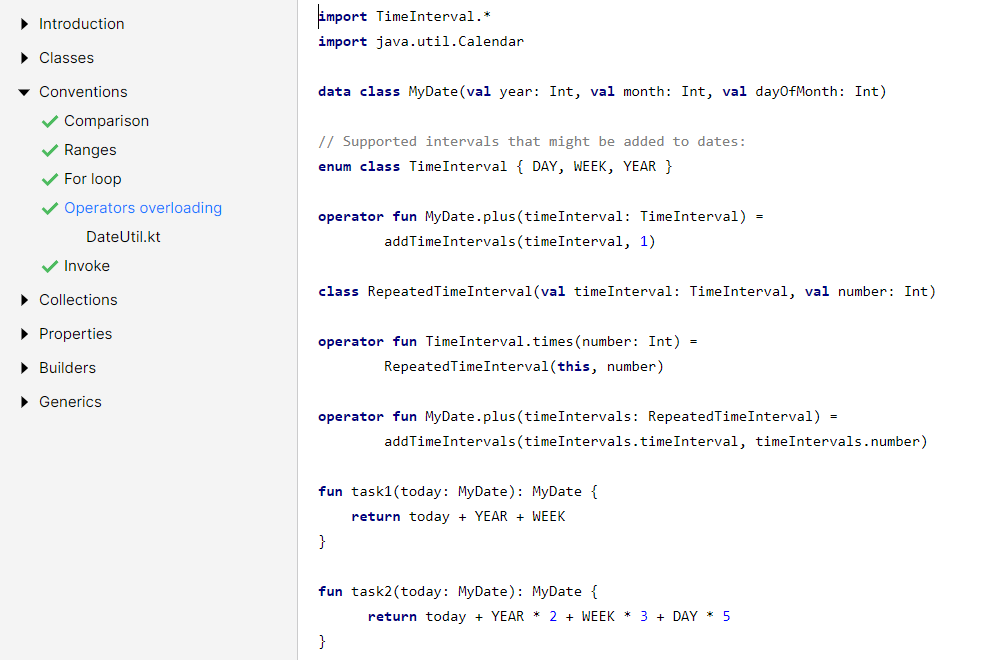 Introduction
Classes
Conventions
Comparison
Ranges
For loop
Operators overloading
DateUtil.kt
Invoke
Collections
Properties
Builders
Generics
import TimeInterval.*
import java.util.Calendar
data class MyDate(val year: Int, val month: Int, val dayOfMonth: Int)
// Supported intervals that might be added to dates:
enum class TimeInterval { DAY, WEEK, YEAR }
operator fun MyDate.plus(timeInterval: TimeInterval) =
        addTimeIntervals(timeInterval, 1)
class RepeatedTimeInterval(val timeInterval: TimeInterval, val number: Int)
operator fun TimeInterval.times(number: Int) =
        RepeatedTimeInterval(this, number)
operator fun MyDate.plus(timeIntervals: RepeatedTimeInterval) =
        addTimeIntervals(timeIntervals.timeInterval, timeIntervals.number)
fun task1(today: MyDate): MyDate {
    return today + YEAR + WEEK
}
fun task2(today: MyDate): MyDate {
      return today + YEAR * 2 + WEEK * 3 + DAY * 5
}